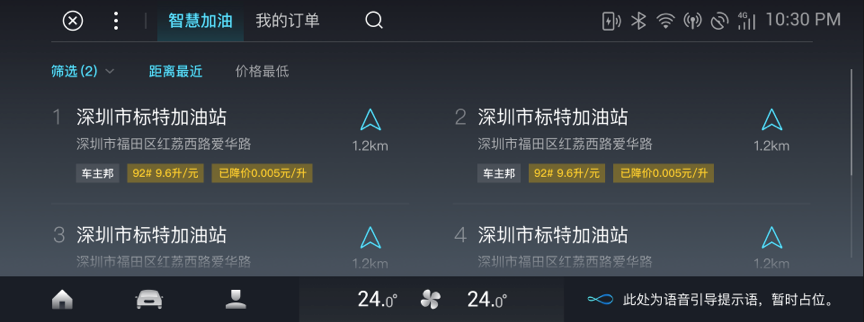 智慧加油 我的订单 4G 10:30 PM
筛选(2) 距离最近 价格最低
1 深圳市标特加油站
深圳市福田区红荔西路爱华路 1.2km
车主邦 92# 9.6升/元 已降价0.005元/升
2 深圳市标特加油站
深圳市福田区红荔西路爱华路 1.2km
车主邦 92# 9.6升/元 已降价0.005元/升
3 深圳市标特加油站
深圳市福田区红荔西路爱华路 1.2km
4 深圳市标特加油站
深圳市福田区红荔西路爱华路 1.2km
24.0° 24.0° 此处为语音引导提示语，暂时占位。